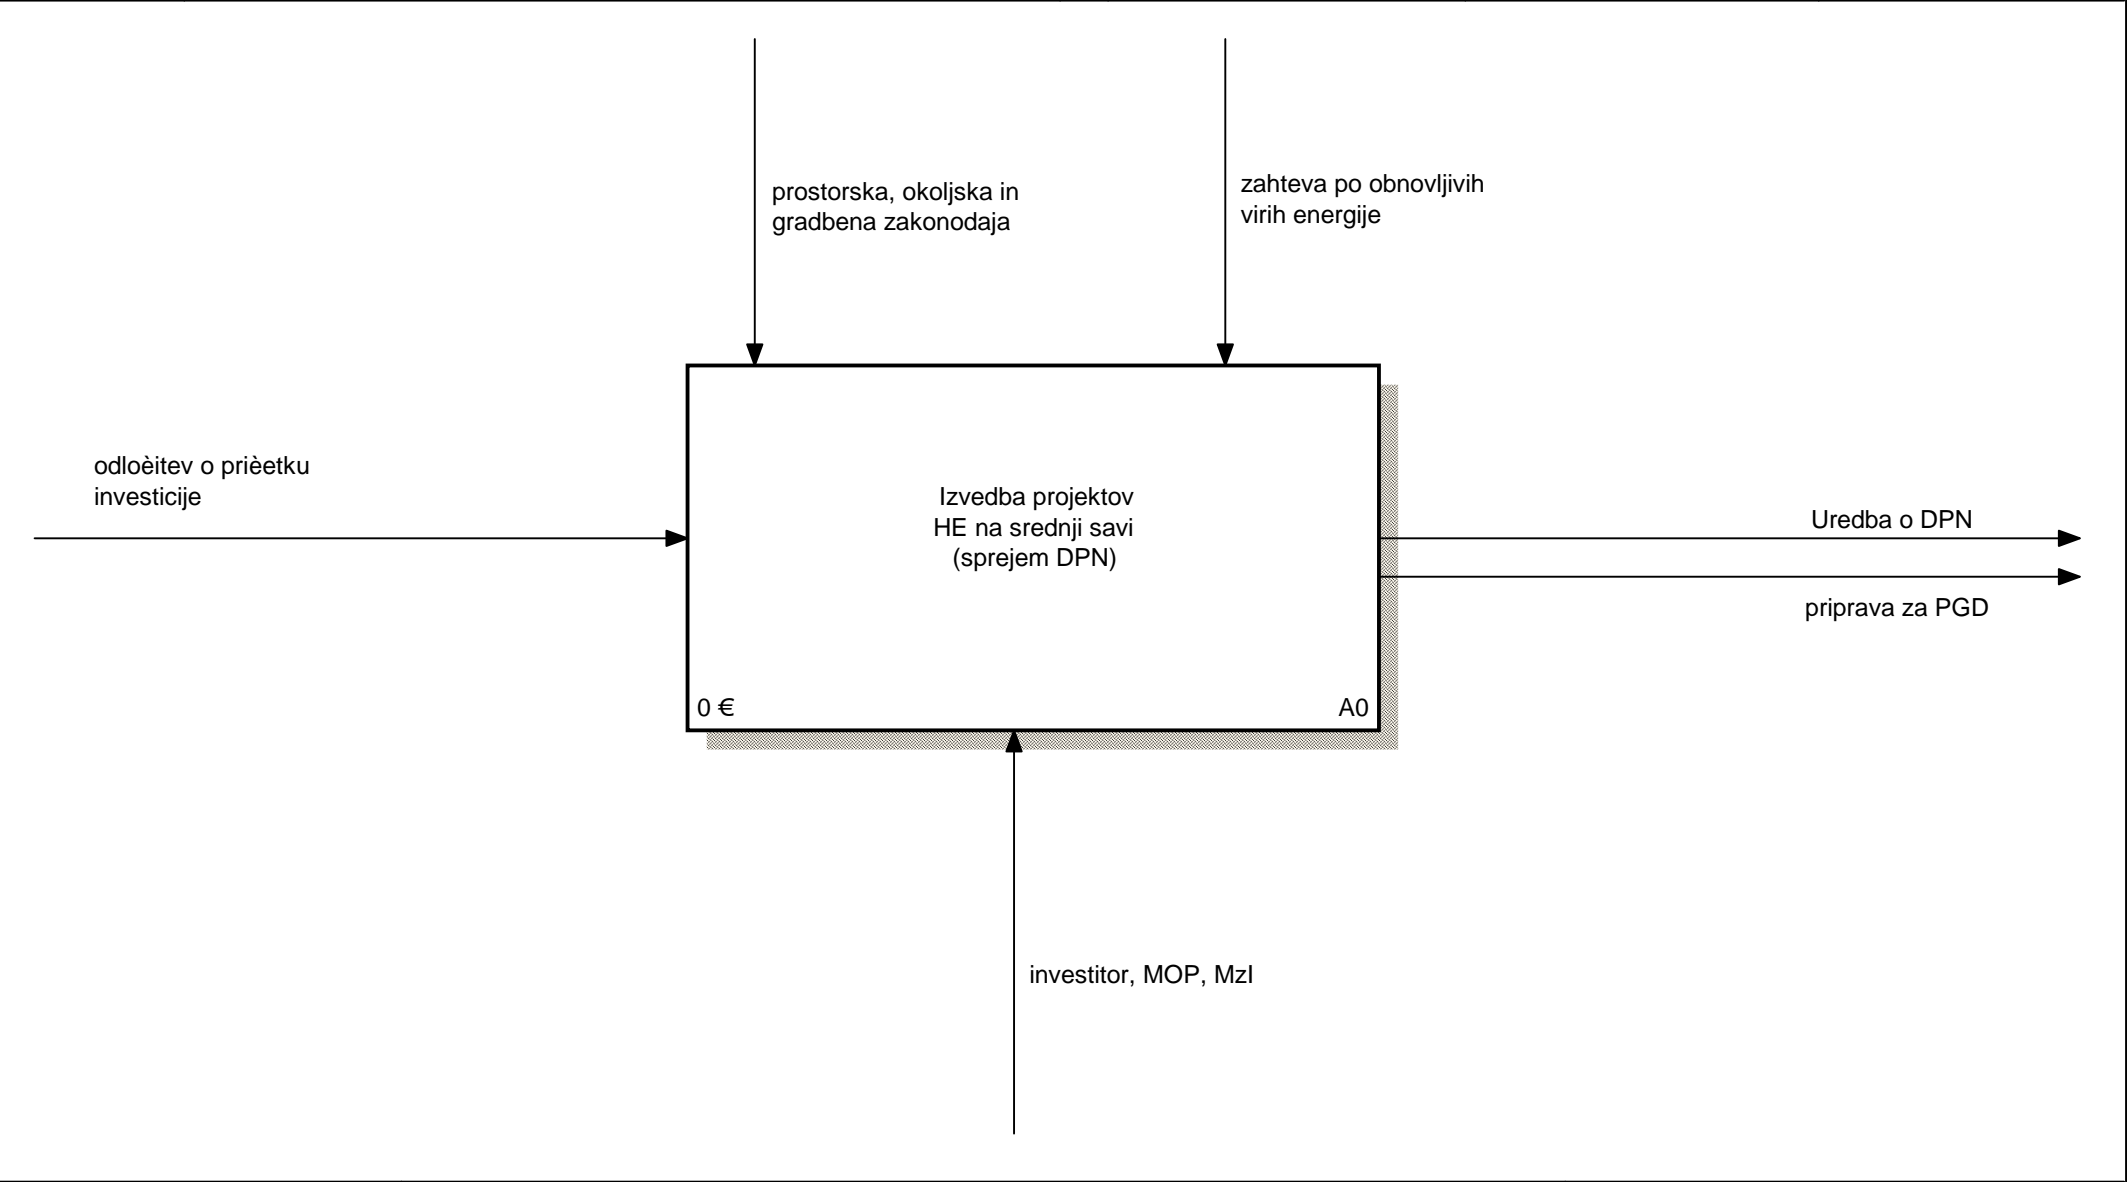 prostorska, okoljska in
gradbena zakonodaja
zahteva po obnovljivih
virih energije
odloèitev o prièetku
investicije
Izvedba projektov
HE na srednji savi
(sprejem DPN)
0 €
A0
Uredba o DPN
priprava za PGD
investitor, MOP, MzI